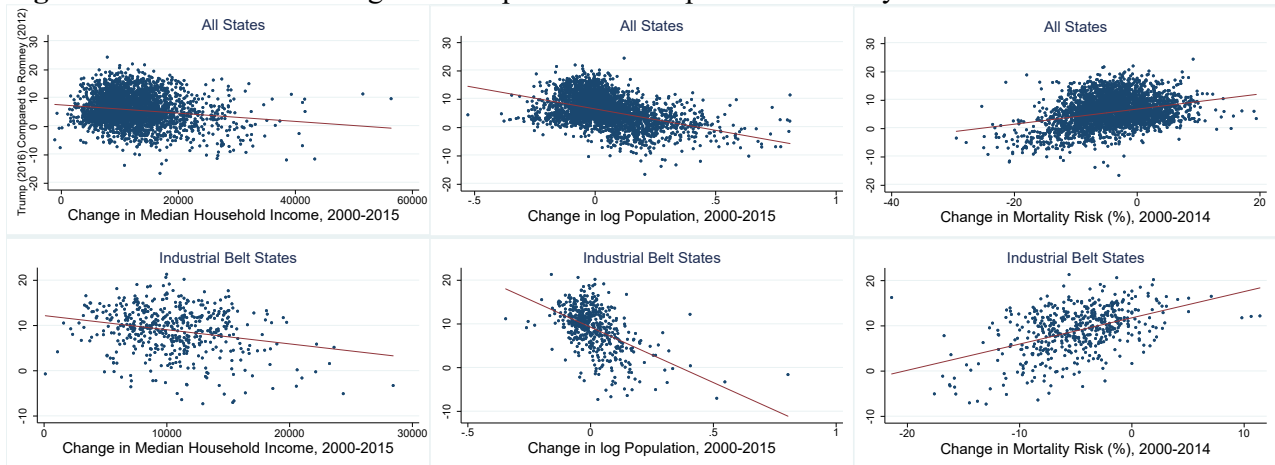 All States
Trump (2016) Compared to Romney (2012)
30
20
10
0
-10
-20
0 20000 40000 60000
Change in Median Household Income, 2000-2015
All States
30
20
10
0
-10
-20
-.5 0 .5 1
Change in log Population, 2000-2015
All States
30
20
10
0
-10
-20
-40 -20 0 20
Change in Mortality Risk (%), 2000-2014
Industrial Belt States
20
10
0
-10
0 10000 20000 30000
Change in Median Household Income, 2000-2015
Industrial Belt States
20
10
0
-10
-.5 0 .5 1
Change in log Population, 2000-2015
Industrial Belt States
20
10
0
-10
-20 -10 0 10
Change in Mortality Risk (%), 2000-2014